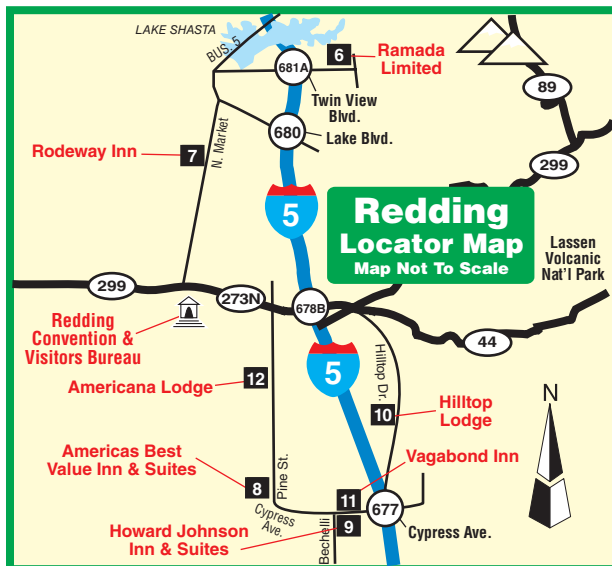 LAKE SHASTA
BUS. 5
6
Ramada
Limited
681A
Twin View
Blvd.
89
680
Lake Blvd.
N. Market
Rodeway Inn
7
299
5
Redding
Locator Map
Map Not To Scale
Lassen
Volcanic
Nat'l Park
299
273N
678B
Redding
Convention &
Visitors Bureau
44
Hilltop Dr.
5
Americana Lodge
12
10
Hilltop
Lodge
N
Americas Best
Value Inn & Suites
8
Pine St.
Vagabond Inn
11
Cypress
Ave.
677
Cypress Ave.
Howard Johnson
Inn & Suites
9
Bechelli